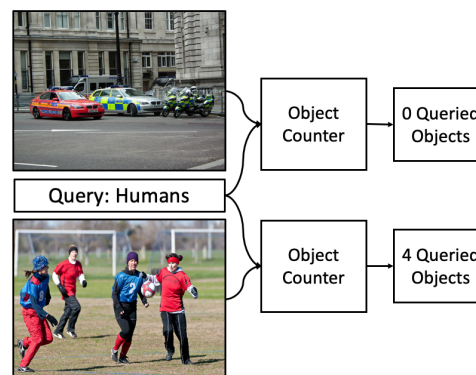 Object
Counter
0 Queried
Objects
Query: Humans
Object
Counter
4 Queried
Objects